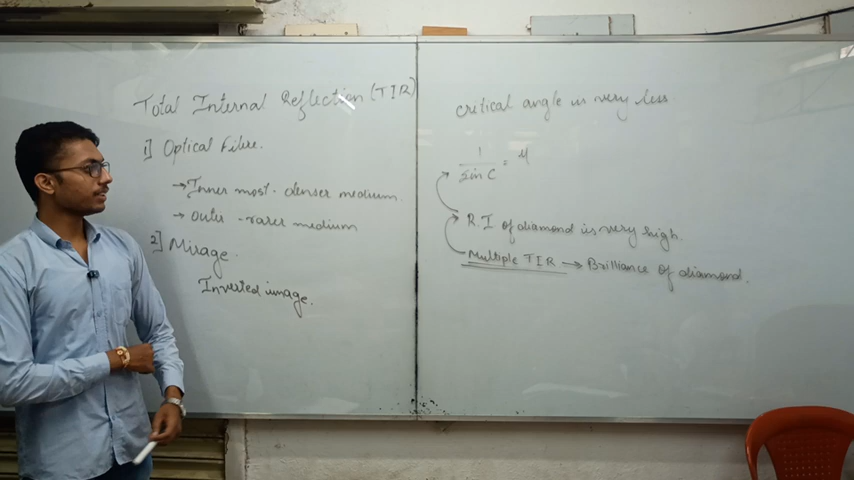 Total Internal Reflection (TIR)
1] Optical Fibre.
→ Inner most - denser medium.
→ outer - rarer medium
2] Mirage.
Inverted image.
critical angle is very less.
1/sin C = μ
R.I of diamond is very high.
Multiple TIR → Brilliance of diamond.